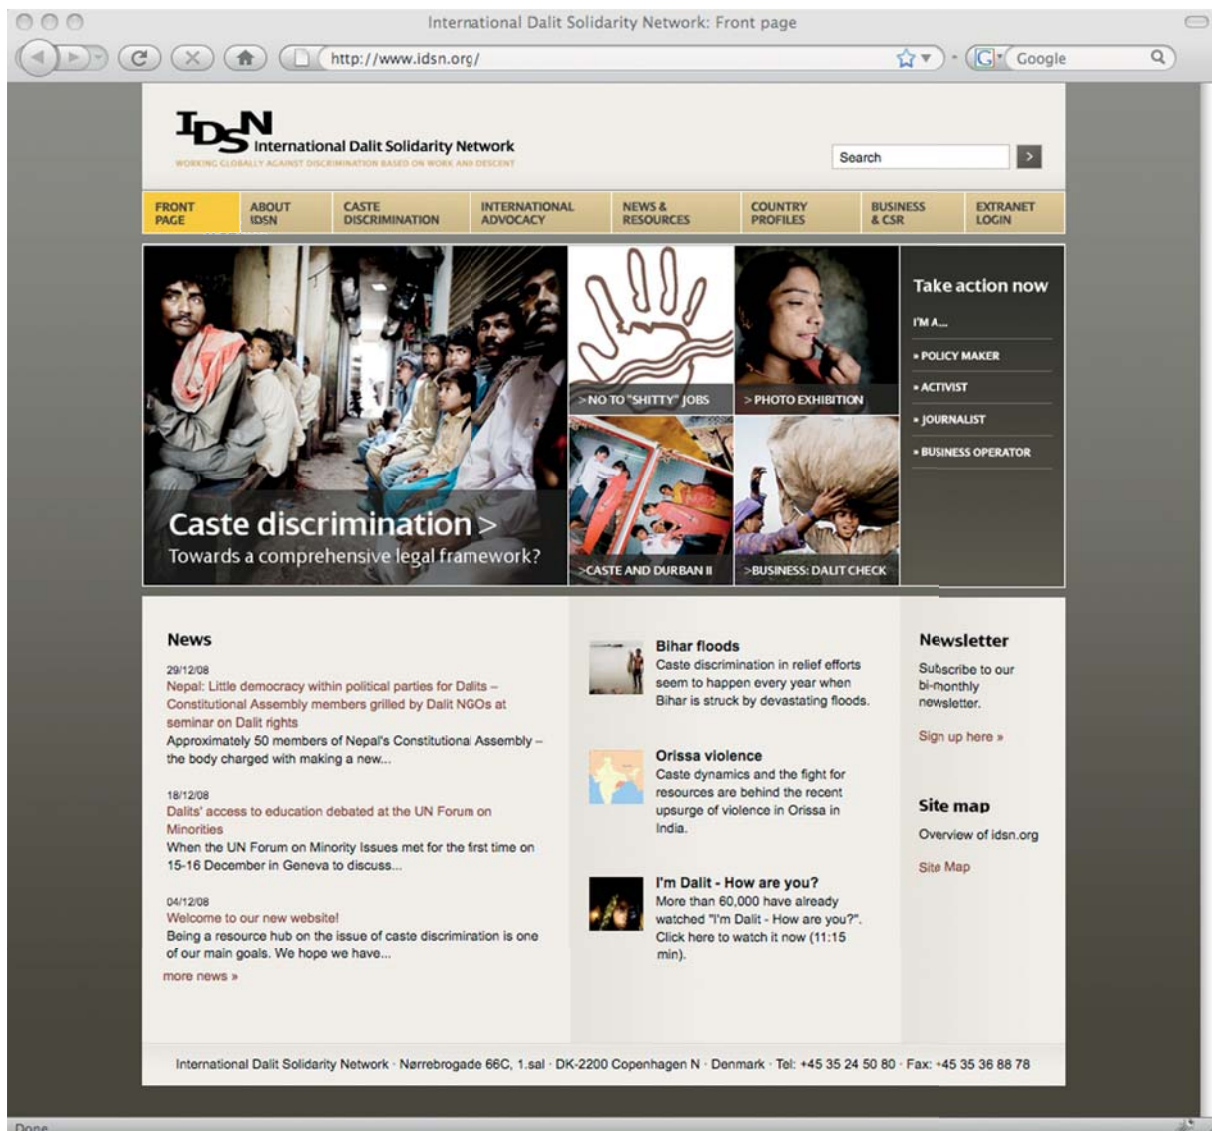 International Dalit Solidarity Network: Front page
http://www.idsn.org/
Google
IDSN
International Dalit Solidarity Network
WORKING GLOBALLY AGAINST DISCRIMINATION BASED ON WORK AND DESCENT
Search
>
FRONT
PAGE
ABOUT
IDSN
CASTE
DISCRIMINATION
INTERNATIONAL
ADVOCACY
NEWS &
RESOURCES
COUNTRY
PROFILES
BUSINESS
& CSR
EXTRANET
LOGIN
Caste discrimination >
Towards a comprehensive legal framework?
>NO TO "SHITTY" JOBS
> PHOTO EXHIBITION
>CASTE AND DURBAN II
>BUSINESS: DALIT CHECK
Take action now
I'M A...
» POLICY MAKER
» ACTIVIST
» JOURNALIST
» BUSINESS OPERATOR
News
29/12/08
Nepal: Little democracy within political parties for Dalits –
Constitutional Assembly members grilled by Dalit NGOs at
seminar on Dalit rights
Approximately 50 members of Nepal's Constitutional Assembly –
the body charged with making a new...
18/12/08
Dalits' access to education debated at the UN Forum on
Minorities
When the UN Forum on Minority Issues met for the first time on
15-16 December in Geneva to discuss...
04/12/08
Welcome to our new website!
Being a resource hub on the issue of caste discrimination is one
of our main goals. We hope we have...
more news »
Bihar floods
Caste discrimination in relief efforts
seem to happen every year when
Bihar is struck by devastating floods.
Orissa violence
Caste dynamics and the fight for
resources are behind the recent
upsurge of violence in Orissa in
India.
I'm Dalit - How are you?
More than 60,000 have already
watched "I'm Dalit - How are you?".
Click here to watch it now (11:15
min).
Newsletter
Subscribe to our
bi-monthly
newsletter.
Sign up here »
Site map
Overview of idsn.org
Site Map
International Dalit Solidarity Network · Nørrebrogade 66C, 1.sal · DK-2200 Copenhagen N · Denmark · Tel: +45 35 24 50 80 · Fax: +45 35 36 88 78
Done